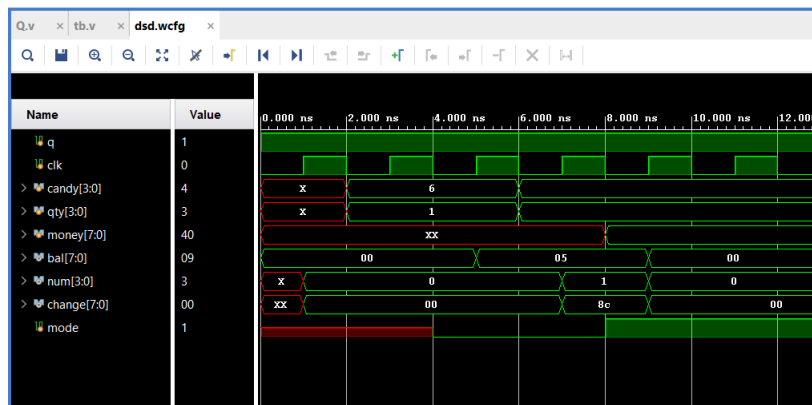 Q.v × tb.v × dsd.wcfg ×
Name Value
0.000 ns 2.000 ns 4.000 ns 6.000 ns 8.000 ns 10.000 ns 12.000
q 1
clk 0
candy[3:0] 4 X 6
qty[3:0] 3 X 1
money[7:0] 40 XX
bal[7:0] 09 00 05 00
num[3:0] 3 X 0 1 0
change[7:0] 00 XX 00 8c 00
mode 1